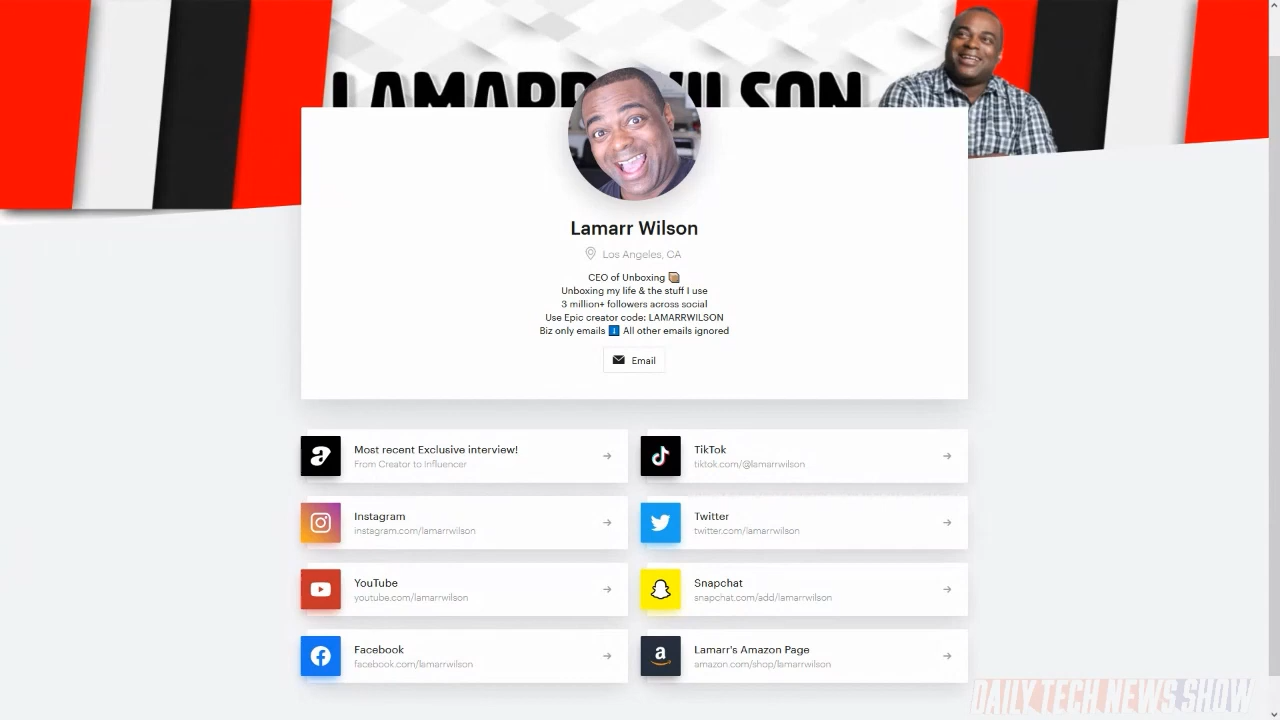 LAMARR WILSON
Lamarr Wilson
Los Angeles, CA
CEO of Unboxing
Unboxing my life & the stuff I use
3 million+ followers across social
Use Epic creator code: LAMARRWILSON
Biz only emails All other emails ignored
Email
Most recent Exclusive interview!
From Creator to Influencer
TikTok
tiktok.com/@lamarrwilson
Instagram
instagram.com/lamarrwilson
Twitter
twitter.com/lamarrwilson
YouTube
youtube.com/lamarrwilson
Snapchat
snapchat.com/add/lamarrwilson
Facebook
facebook.com/lamarrwilson
Lamarr's Amazon Page
amazon.com/shop/lamarrwilson
DAILY TECH NEWS SHOW